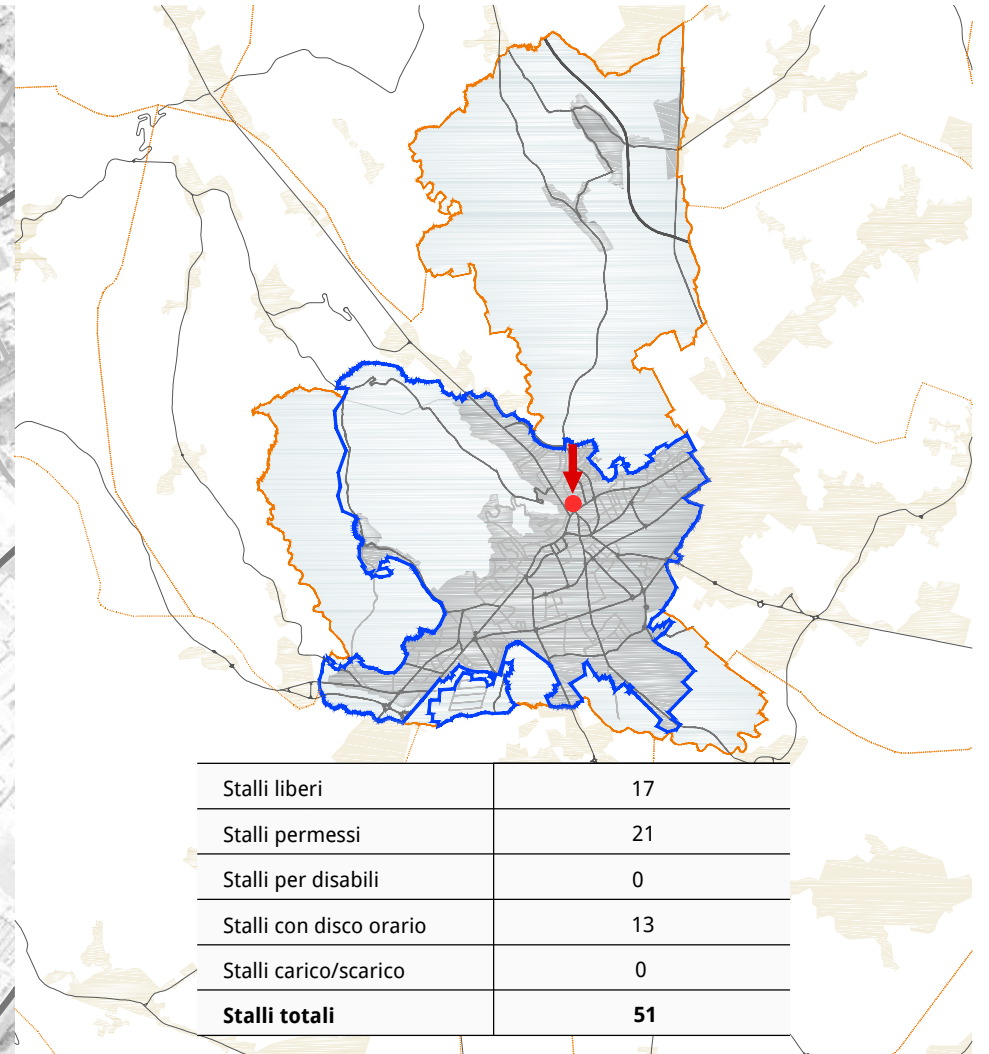 Stalli liberi 17
Stalli permessi 21
Stalli per disabili 0
Stalli con disco orario 13
Stalli carico/scarico 0
Stalli totali 51